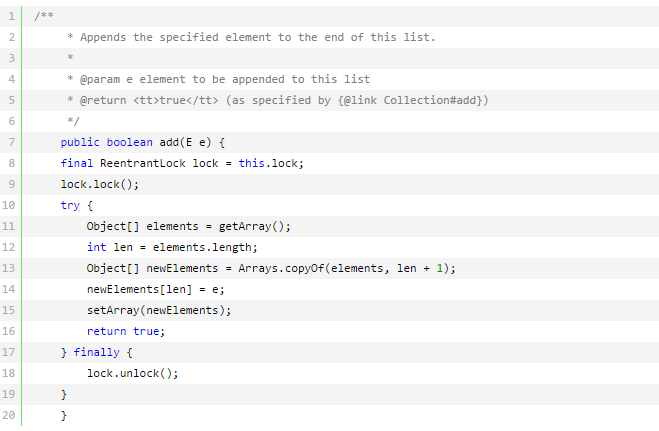 1 /**
2 * Appends the specified element to the end of this list.
3 *
4 * @param e element to be appended to this list
5 * @return <tt>true</tt> (as specified by {@link Collection#add})
6 */
7 public boolean add(E e) {
8 final ReentrantLock lock = this.lock;
9 lock.lock();
10 try {
11 Object[] elements = getArray();
12 int len = elements.length;
13 Object[] newElements = Arrays.copyOf(elements, len + 1);
14 newElements[len] = e;
15 setArray(newElements);
16 return true;
17 } finally {
18 lock.unlock();
19 }
20 }